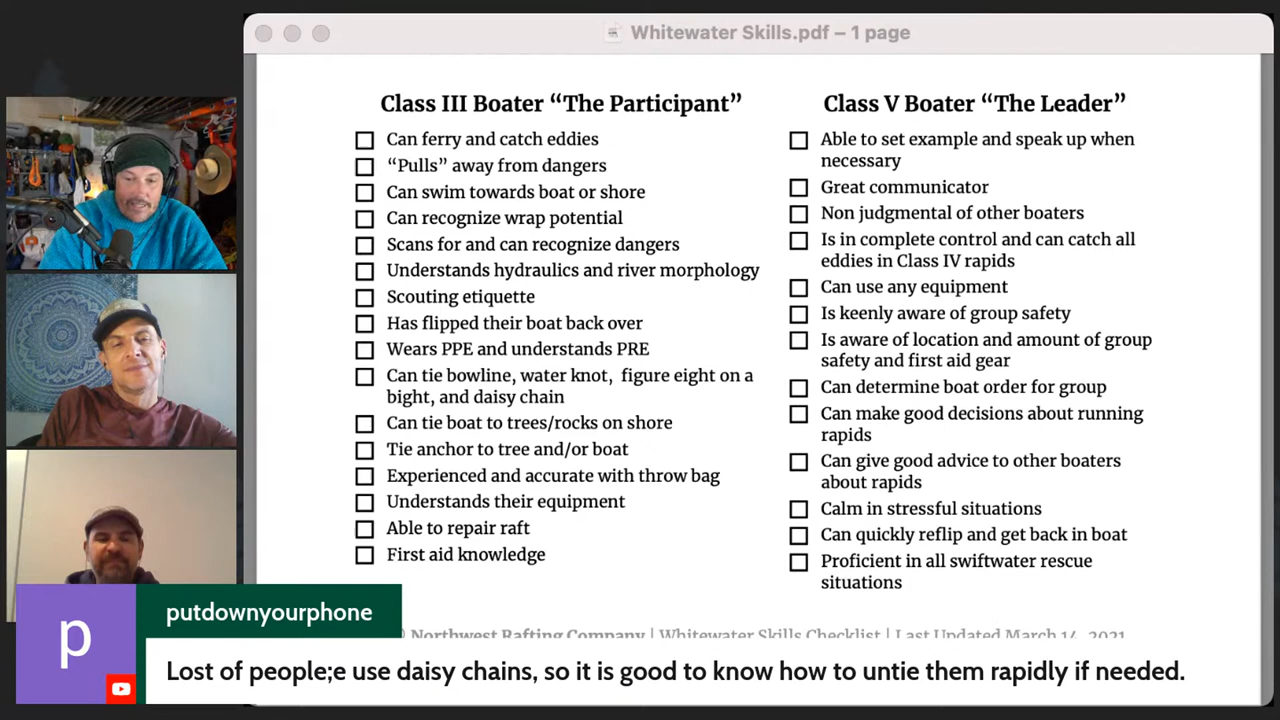 Whitewater Skills.pdf – 1 page
Class III Boater “The Participant”
Can ferry and catch eddies
“Pulls” away from dangers
Can swim towards boat or shore
Can recognize wrap potential
Scans for and can recognize dangers
Understands hydraulics and river morphology
Scouting etiquette
Has flipped their boat back over
Wears PPE and understands PRE
Can tie bowline, water knot, figure eight on a
bight, and daisy chain
Can tie boat to trees/rocks on shore
Tie anchor to tree and/or boat
Experienced and accurate with throw bag
Understands their equipment
Able to repair raft
First aid knowledge
Class V Boater “The Leader”
Able to set example and speak up when
necessary
Great communicator
Non judgmental of other boaters
Is in complete control and can catch all
eddies in Class IV rapids
Can use any equipment
Is keenly aware of group safety
Is aware of location and amount of group
safety and first aid gear
Can determine boat order for group
Can make good decisions about running
rapids
Can give good advice to other boaters
about rapids
Calm in stressful situations
Can quickly reflip and get back in boat
Proficient in all swiftwater rescue
situations
Northwest Rafting Company | Whitewater Skills Checklist | Last Updated March 14, 2021
p
putdownyourphone
Lost of people;e use daisy chains, so it is good to know how to untie them rapidly if needed.